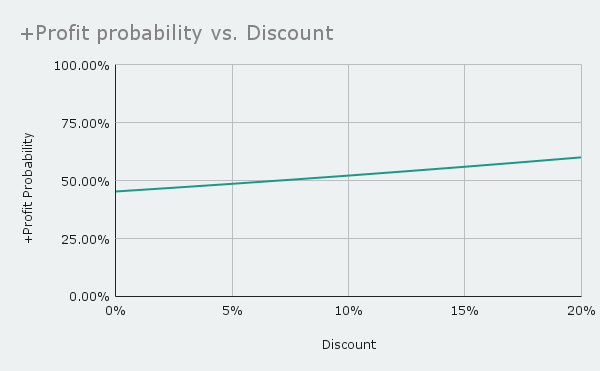 +Profit probability vs. Discount
100.00%
75.00%
50.00%
25.00%
0.00%
+Profit Probability
0% 5% 10% 15% 20%
Discount